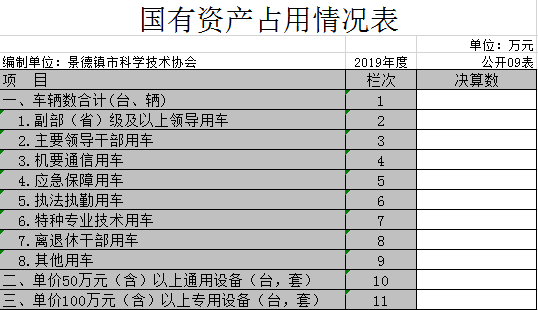 国有资产占用情况表
单位：万元
编制单位：景德镇市科学技术协会 2019年度 公开09表
项 目 栏次 决算数
一、车辆数合计(台、辆) 1
1.副部（省）级及以上领导用车 2
2.主要领导干部用车 3
3.机要通信用车 4
4.应急保障用车 5
5.执法执勤用车 6
6.特种专业技术用车 7
7.离退休干部用车 8
8.其他用车 9
二、单价50万元（含）以上通用设备（台，套） 10
三、单价100万元（含）以上专用设备（台，套） 11